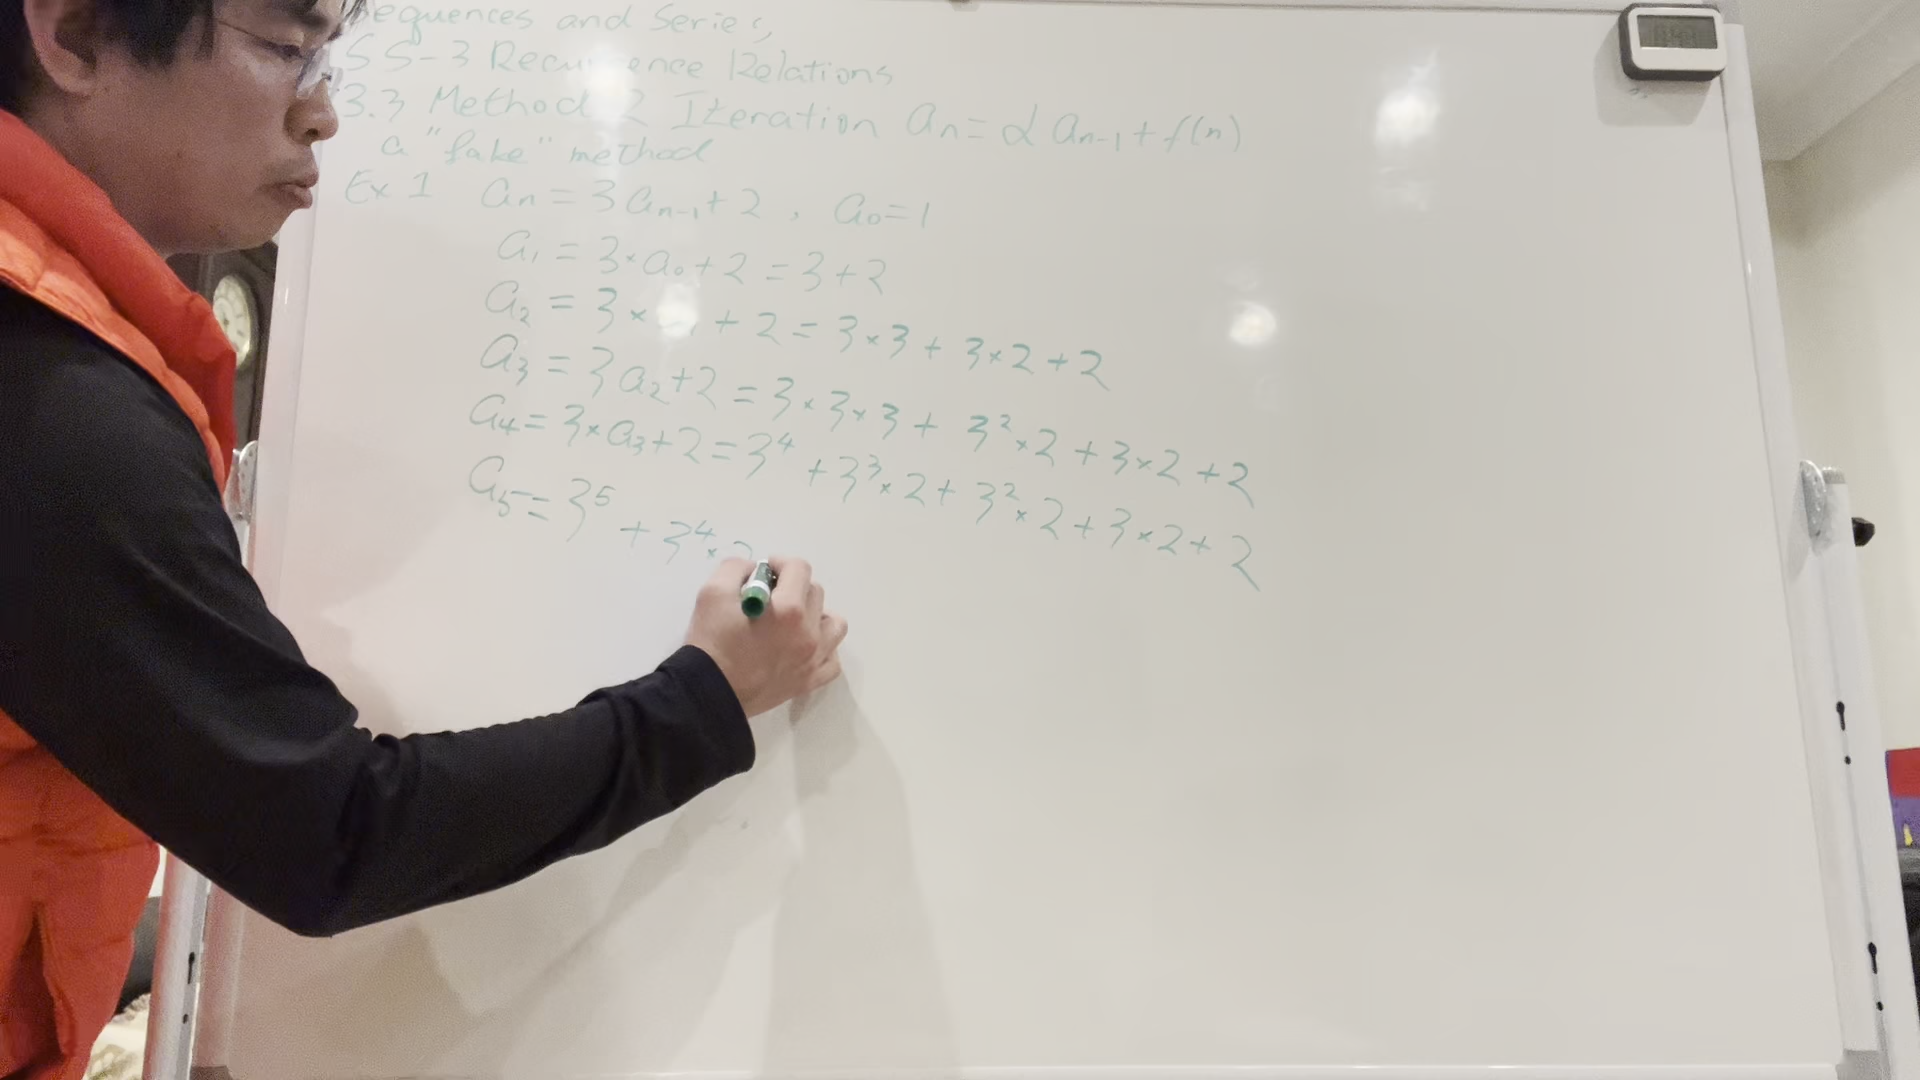 Sequences and Series,
SS-3 Recurrence Relations
3.3 Method 2 Iteration an = α an-1 + f(n)
a "fake" method
Ex 1 an = 3an-1 + 2 , a0 = 1
a1 = 3×a0 + 2 = 3+2
a2 = 3× + 2 = 3×3 + 3×2 + 2
a3 = 3a2+2 = 3×3×3 + 3²×2 + 3×2 + 2
a4 = 3×a3+2 = 3⁴ + 3³×2 + 3²×2 + 3×2 + 2
a5 = 3⁵ + 3⁴×2